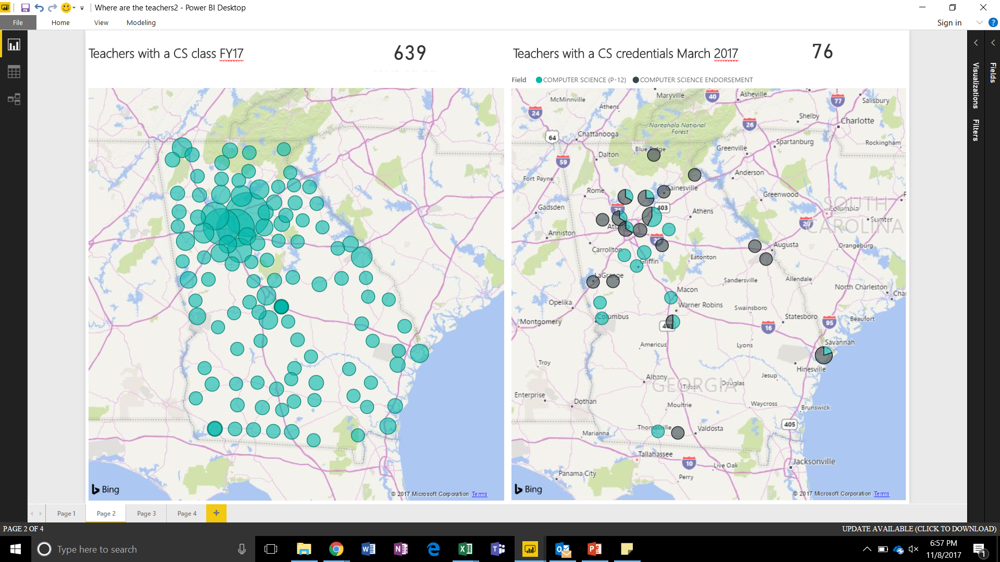 Where are the teachers2 - Power BI Desktop
File Home View Modeling Sign in
Teachers with a CS class FY17 639
Teachers with a CS credentials March 2017 76
Field COMPUTER SCIENCE (P-12) COMPUTER SCIENCE ENDORSEMENT
Visualizations
Filters
Fields
Bing
© 2017 Microsoft Corporation Terms
McMinnville
Maryville
40
Asheville
77
Salisbury
Athens
24
Shelby
Charlotte
26
Nantahala National
Forest
64
Chattanooga
Spartanburg
Rockingham
Blue Ridge
Greenville
Dalton
59
Anderson
Fort Payne
Gainesville
Rome
Greenwood
SOUTH
CAROLINA
Gadsden
75
403
Athens
Columbia
Sumter
20
Atlanta
Anniston
Augusta
Orangeburg
Carrollton
Eatonton
Griffin
LaGrange
Sandersville
Allendale
North Charleston
Macon
Opelika
Warner Robins
Swainsboro
Columbus
Statesboro
95
Beaufort
Montgomery
401
16
Savannah
Americus
Lyons
Troy
Hinesville
Albany
Jesup
GEORGIA
Tifton
Douglas
Enterprise
Dothan
Moultrie
Waycross
Brunswick
405
Marianna
Thomasville
Valdosta
Tallahassee
10
Live Oak
Jacksonville
Panama City
Perry
Bing
© 2017 Microsoft Corporation Terms
Page 1 Page 2 Page 3 Page 4 +
PAGE 2 OF 4 UPDATE AVAILABLE (CLICK TO DOWNLOAD)
Type here to search
6:57 PM
11/8/2017
1